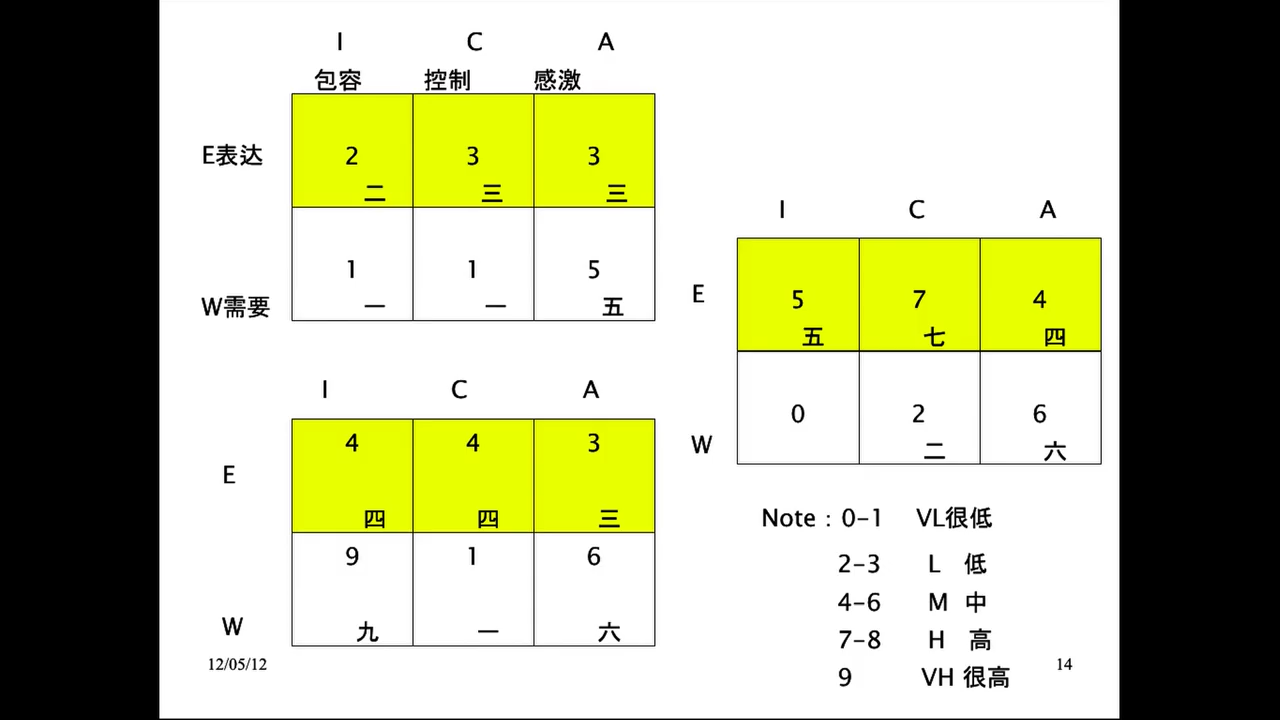 I C A
包容 控制 感激
E表达 2 3 3
二 三 三
1 1 5
W需要 一 一 五
I C A
E 4 4 3
四 四 三
9 1 6
W 九 一 六
I C A
E 5 7 4
五 七 四
0 2 6
W 二 六
Note：0-1 VL很低
2-3 L 低
4-6 M 中
7-8 H 高
9 VH 很高
12/05/12
14